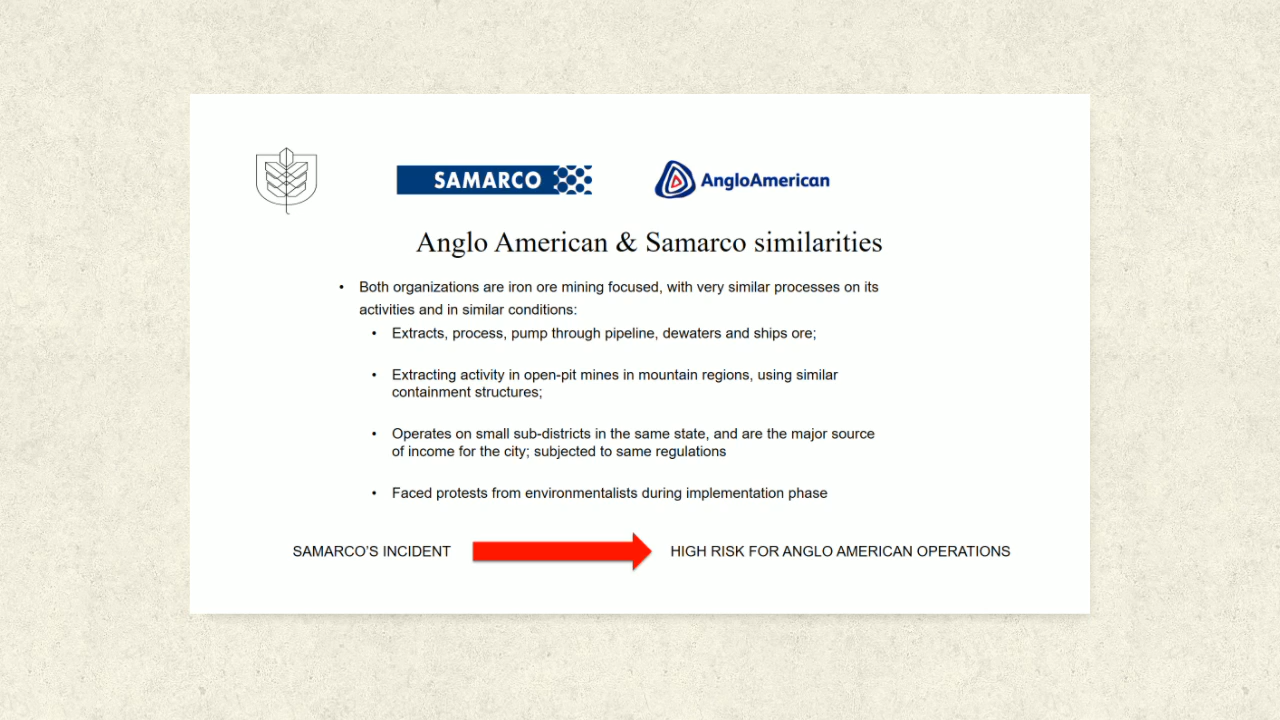 SAMARCO
AngloAmerican
Anglo American & Samarco similarities
• Both organizations are iron ore mining focused, with very similar processes on its
activities and in similar conditions:
• Extracts, process, pump through pipeline, dewaters and ships ore;
• Extracting activity in open-pit mines in mountain regions, using similar
containment structures;
• Operates on small sub-districts in the same state, and are the major source
of income for the city; subjected to same regulations
• Faced protests from environmentalists during implementation phase
SAMARCO'S INCIDENT
HIGH RISK FOR ANGLO AMERICAN OPERATIONS